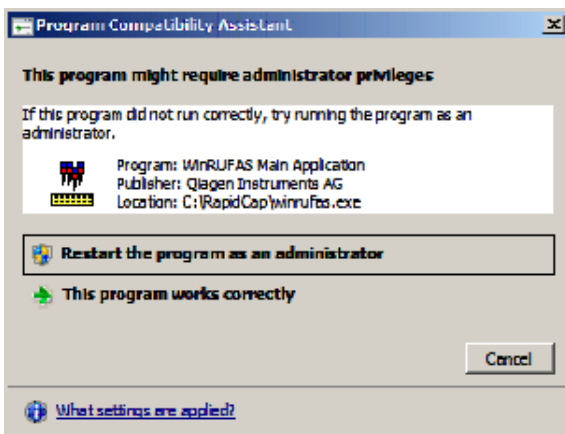 Program Compatibility Assistant
This program might require administrator privileges
If this program did not run correctly, try running the program as an
administrator.
Program: WinRUFAS Main Application
Publisher: Qiagen Instruments AG
Location: C:\RapidCap\winrufas.exe
Restart the program as an administrator
This program works correctly
Cancel
What settings are applied?